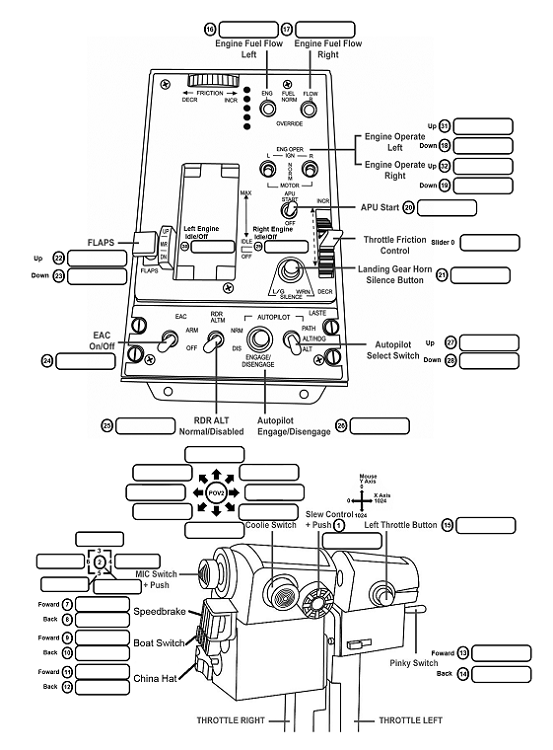 16 17
Engine Fuel Flow Left
Engine Fuel Flow Right
FRICTION
DECR INCR
ENG L
FUEL NORM
FLOW R
OVERRIDE
Up 31
Engine Operate Left
Down 18
Engine Operate Right
Up 32
Down 19
ENG OPER
L IGN R
NORM
MOTOR
APU START
OFF
APU Start 20
MAX
IDLE
OFF
Left Engine Idle/Off
Right Engine Idle/Off
29
INCR
DECR
Throttle Friction Control
Slider 0
Landing Gear Horn Silence Button 21
L/G WRN.
SILENCE
FLAPS
UP
MVR
DN
FLAPS
Up 22
Down 23
EAC
ARM
OFF
RDR ALTM
NRM
DIS
AUTOPILOT
ENGAGE/
DISENGAGE
LASTE
PATH
ALT/HDG
ALT
EAC On/Off
24
Autopilot Select Switch
Up 27
Down 28
25
RDR ALT Normal/Disabled
Autopilot Engage/Disengage
26
POV2
Coolie Switch
Mouse
Y Axis
0
0 X Axis
1024
1024
Slew Control + Push 1
Left Throttle Button 15
3
2
5
MIC Switch + Push
Foward 7
Back 8
Speedbrake
Foward 9
Back 10
Boat Switch
Foward 11
Back 12
China Hat
Pinky Switch
Foward 13
Back 14
THROTTLE RIGHT
THROTTLE LEFT